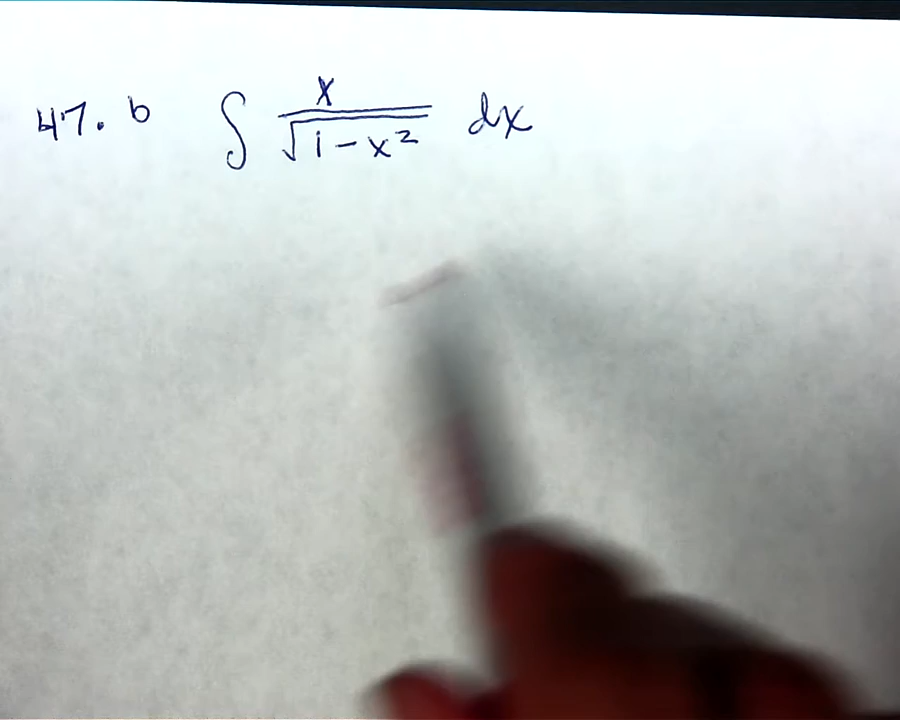 47. b ∫ x/√(1-x²) dx